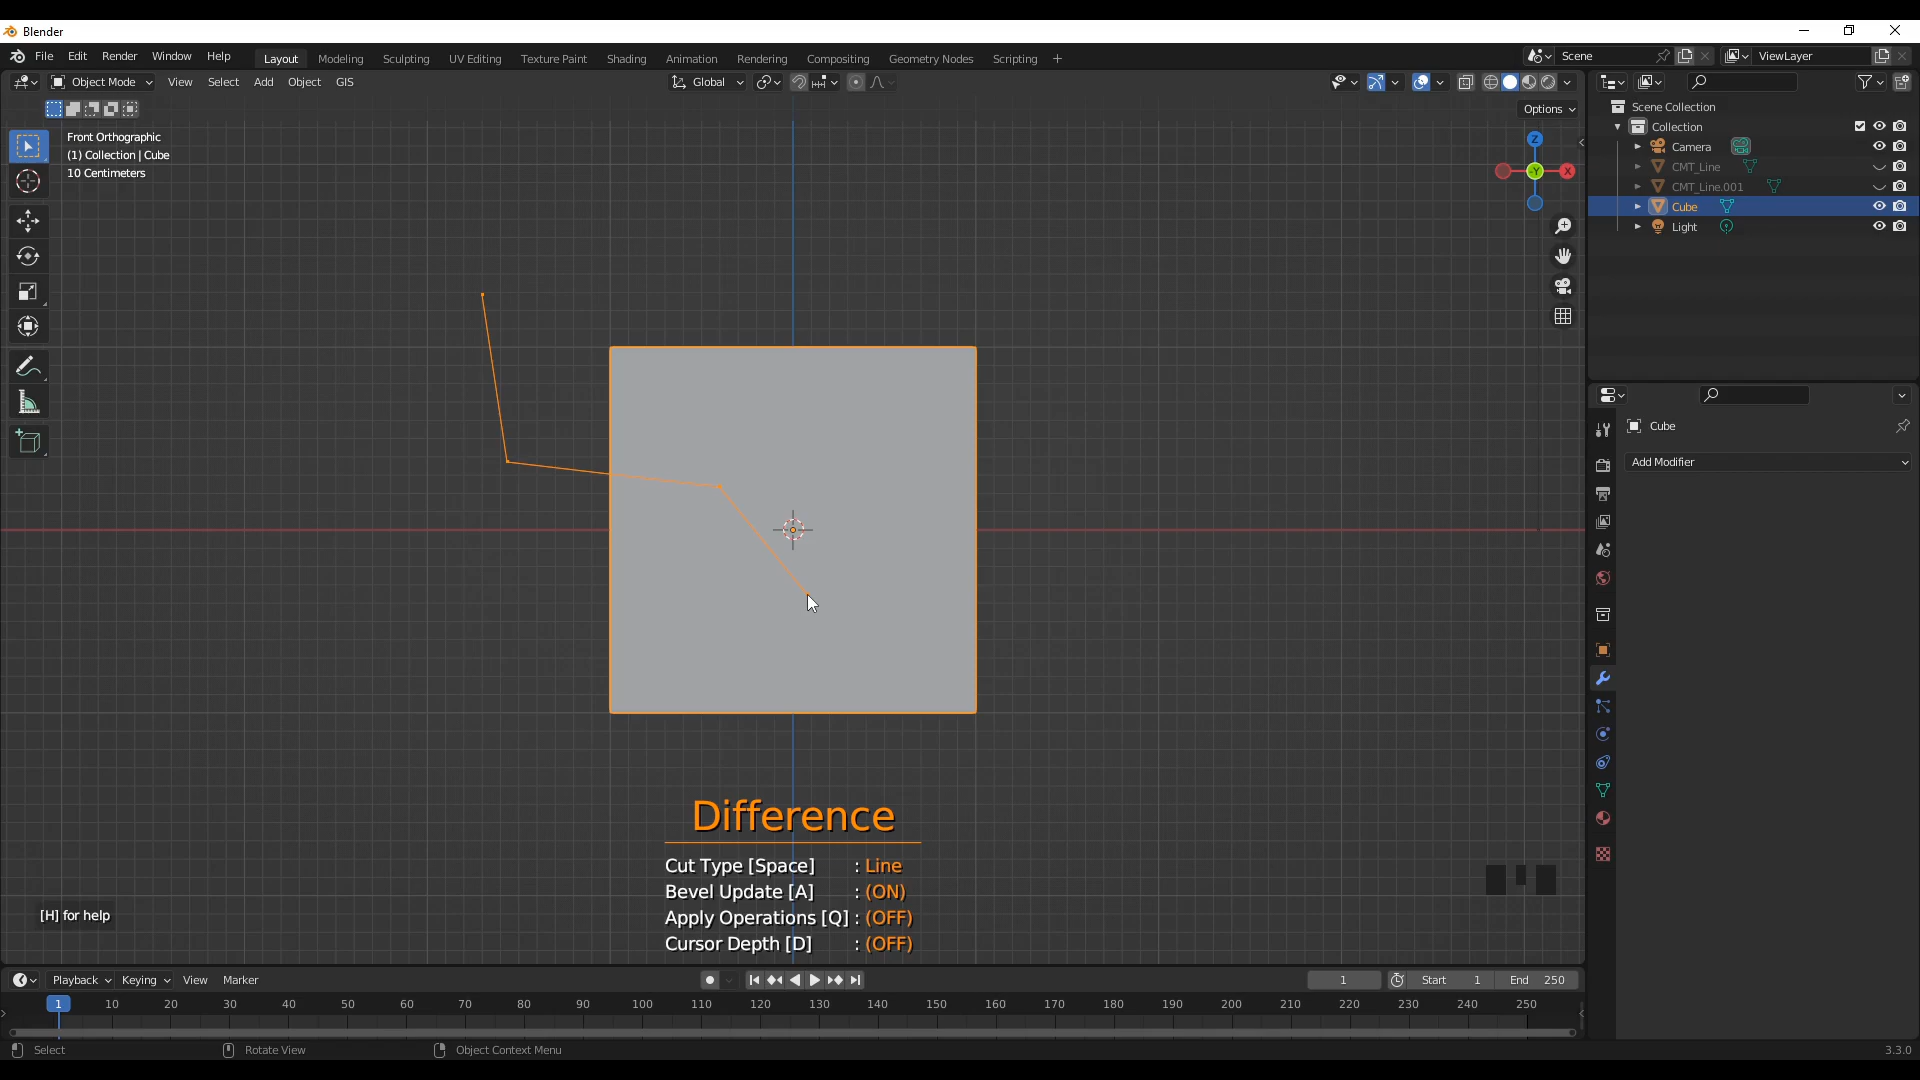 Blender
File Edit Render Window Help Layout Modeling Sculpting UV Editing Texture Paint Shading Animation Rendering Compositing Geometry Nodes Scripting + Scene ViewLayer
Object Mode View Select Add Object GIS Global
Options
Front Orthographic
(1) Collection | Cube
10 Centimeters
Z
X
-Y
Scene Collection
Collection
Camera
CMT_Line
CMT_Line.001
Cube
Light
Cube
Add Modifier
Difference
Cut Type [Space] : Line
Bevel Update [A] : (ON)
Apply Operations [Q] : (OFF)
Cursor Depth [D] : (OFF)
[H] for help
Playback Keying View Marker 1 Start 1 End 250
1 10 20 30 40 50 60 70 80 90 100 110 120 130 140 150 160 170 180 190 200 210 220 230 240 250
Select Rotate View Object Context Menu 3.3.0